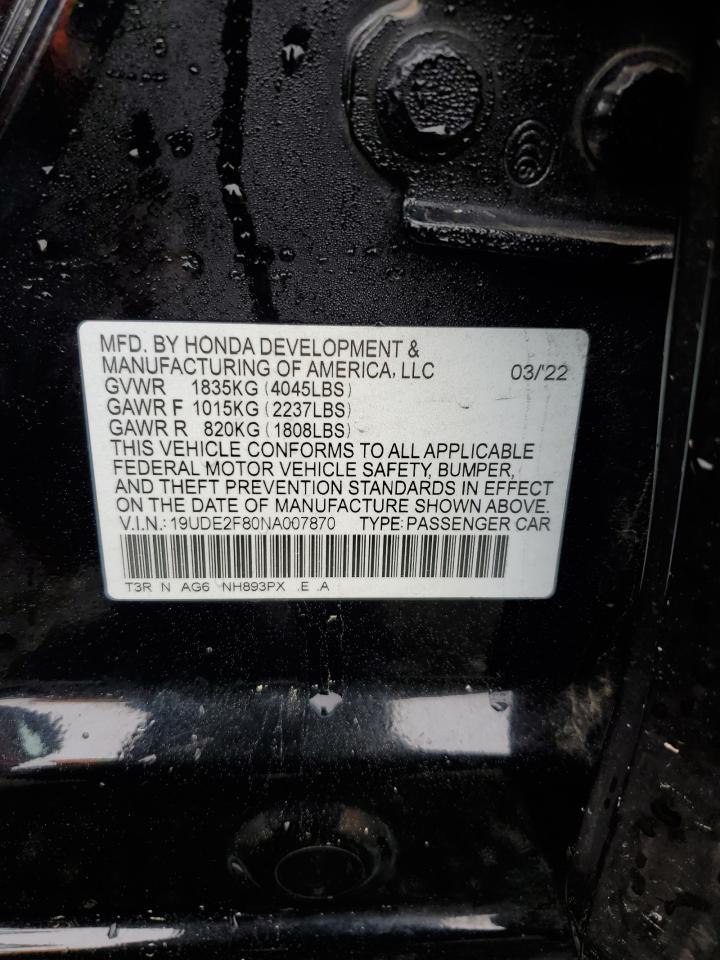 MFD. BY HONDA DEVELOPMENT &
MANUFACTURING OF AMERICA, LLC 03/'22
GVWR 1835KG (4045LBS)
GAWR F 1015KG (2237LBS)
GAWR R 820KG (1808LBS)
THIS VEHICLE CONFORMS TO ALL APPLICABLE
FEDERAL MOTOR VEHICLE SAFETY, BUMPER,
AND THEFT PREVENTION STANDARDS IN EFFECT
ON THE DATE OF MANUFACTURE SHOWN ABOVE.
V.I.N.: 19UDE2F80NA007870 TYPE: PASSENGER CAR
T3R N AG6 NH893PX .E .A